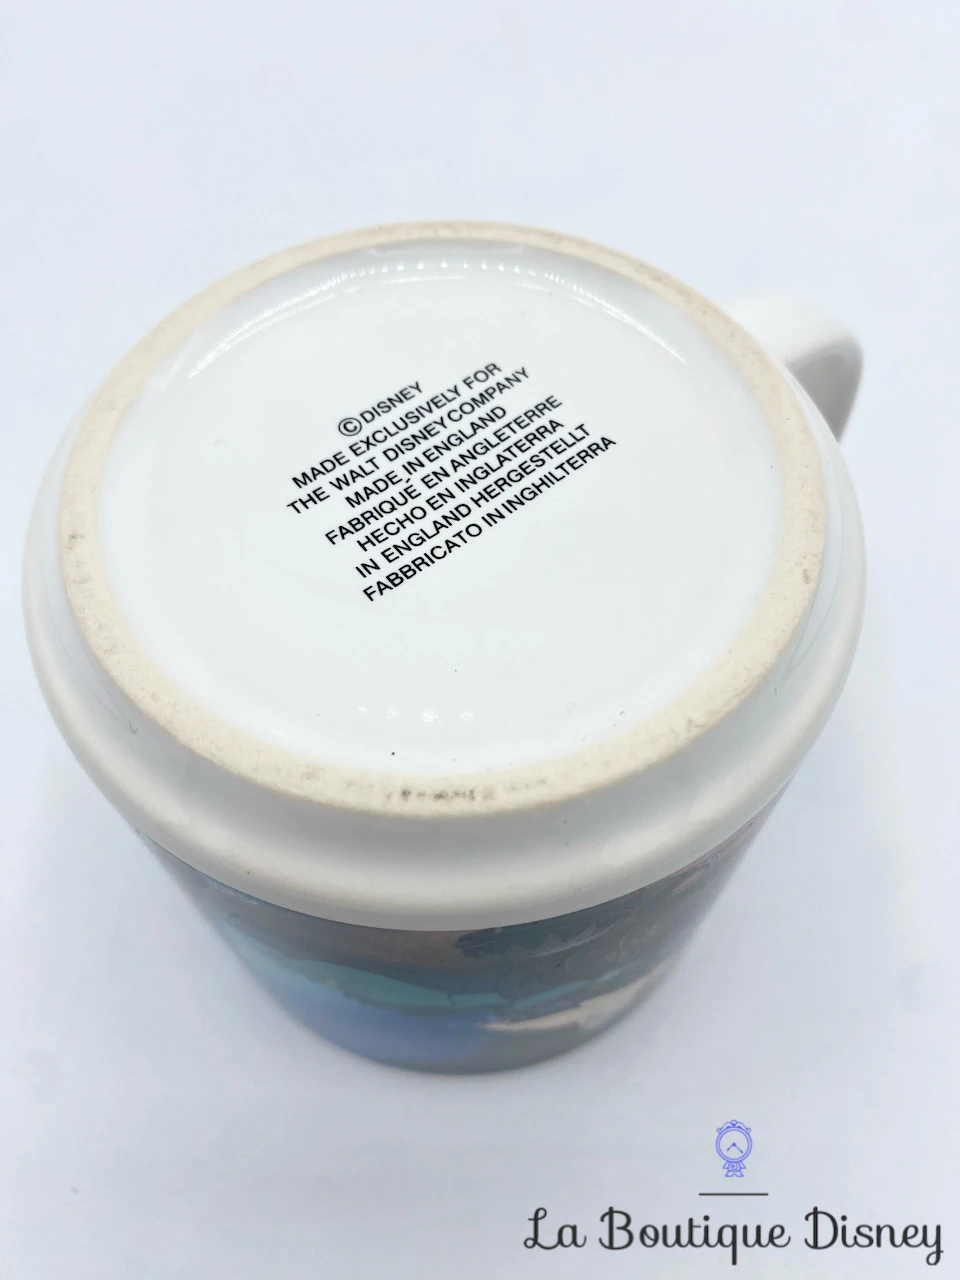 ©DISNEY
MADE EXCLUSIVELY FOR
THE WALT DISNEY COMPANY
MADE IN ENGLAND
FABRIQUÉ EN ANGLETERRE
HECHO EN INGLATERRA
IN ENGLAND HERGESTELLT
FABBRICATO IN INGHILTERRA
La Boutique Disney